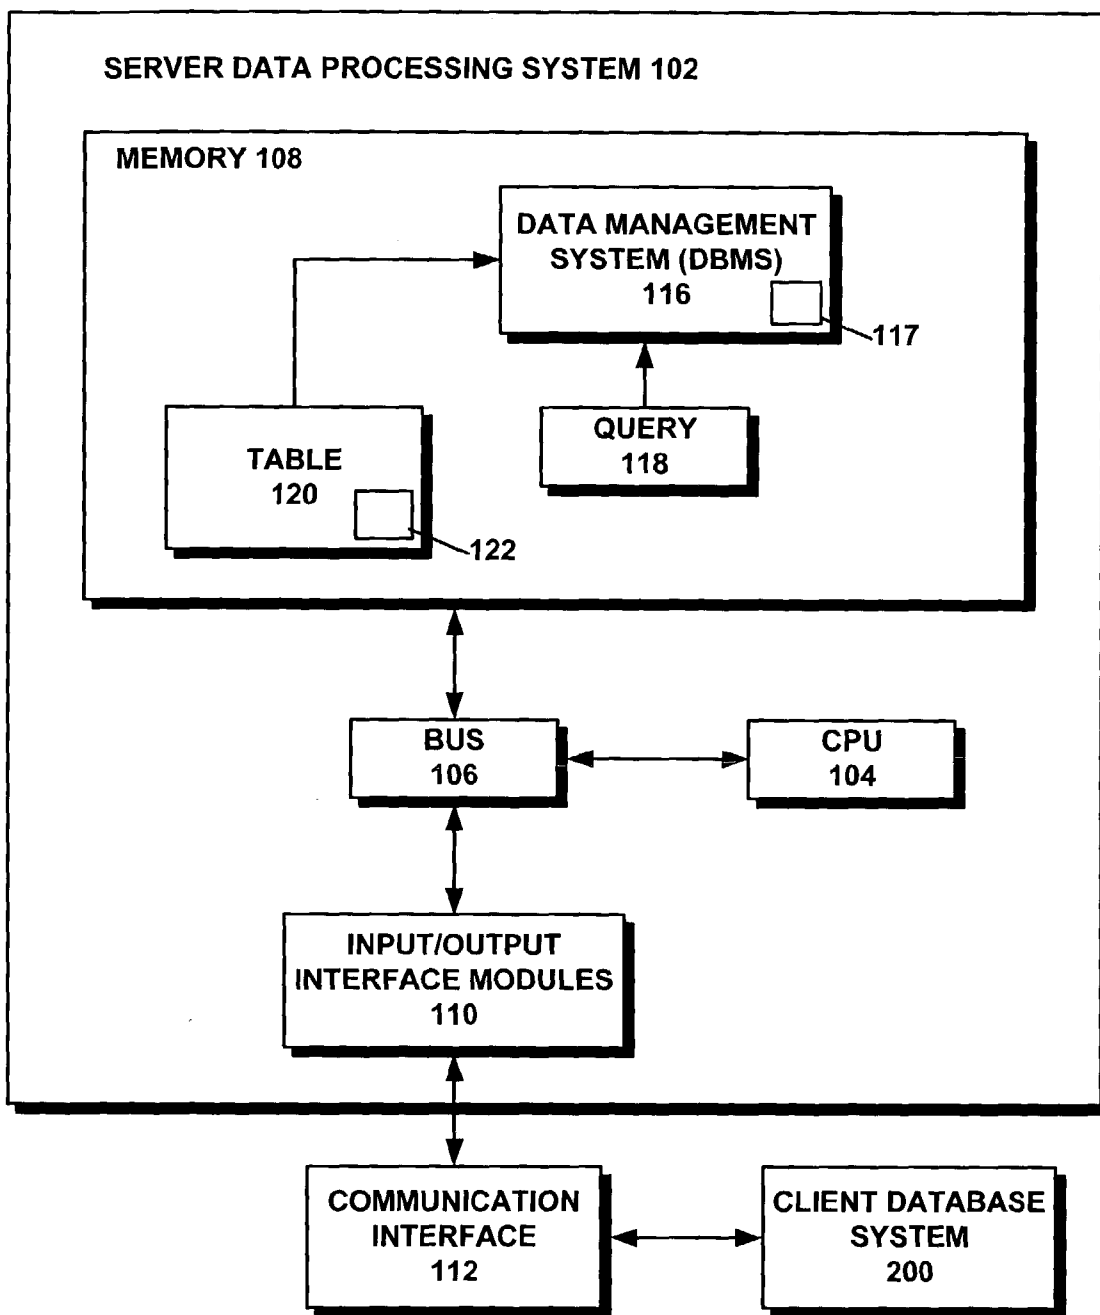 SERVER DATA PROCESSING SYSTEM 102
MEMORY 108
DATA MANAGEMENT
SYSTEM (DBMS)
116
117
TABLE
120
122
QUERY
118
BUS
106
CPU
104
INPUT/OUTPUT
INTERFACE MODULES
110
COMMUNICATION
INTERFACE
112
CLIENT DATABASE
SYSTEM
200